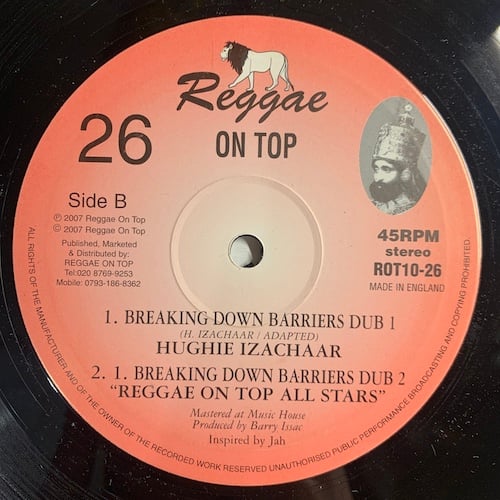 Reggae
ON TOP
26
Side B
℗ 2007 Reggae On Top
© 2007 Reggae On Top
Published, Marketed
& Distributed by:
REGGAE ON TOP
Tel:020 8769-9253
Mobile: 0793-186-8362
45RPM
stereo
ROT10-26
MADE IN ENGLAND
1. BREAKING DOWN BARRIERS DUB 1
(H. IZACHAAR / ADAPTED)
HUGHIE IZACHAAR
2. 1. BREAKING DOWN BARRIERS DUB 2
"REGGAE ON TOP ALL STARS"
Mastered at Music House
Produced by Barry Issac
Inspired by Jah
ALL RIGHTS OF THE MANUFACTURER AND OF THE OWNER OF THE RECORDED WORK RESERVED UNAUTHORISED PUBLIC PERFORMANCE BROADCASTING AND COPYING PROHIBITED.